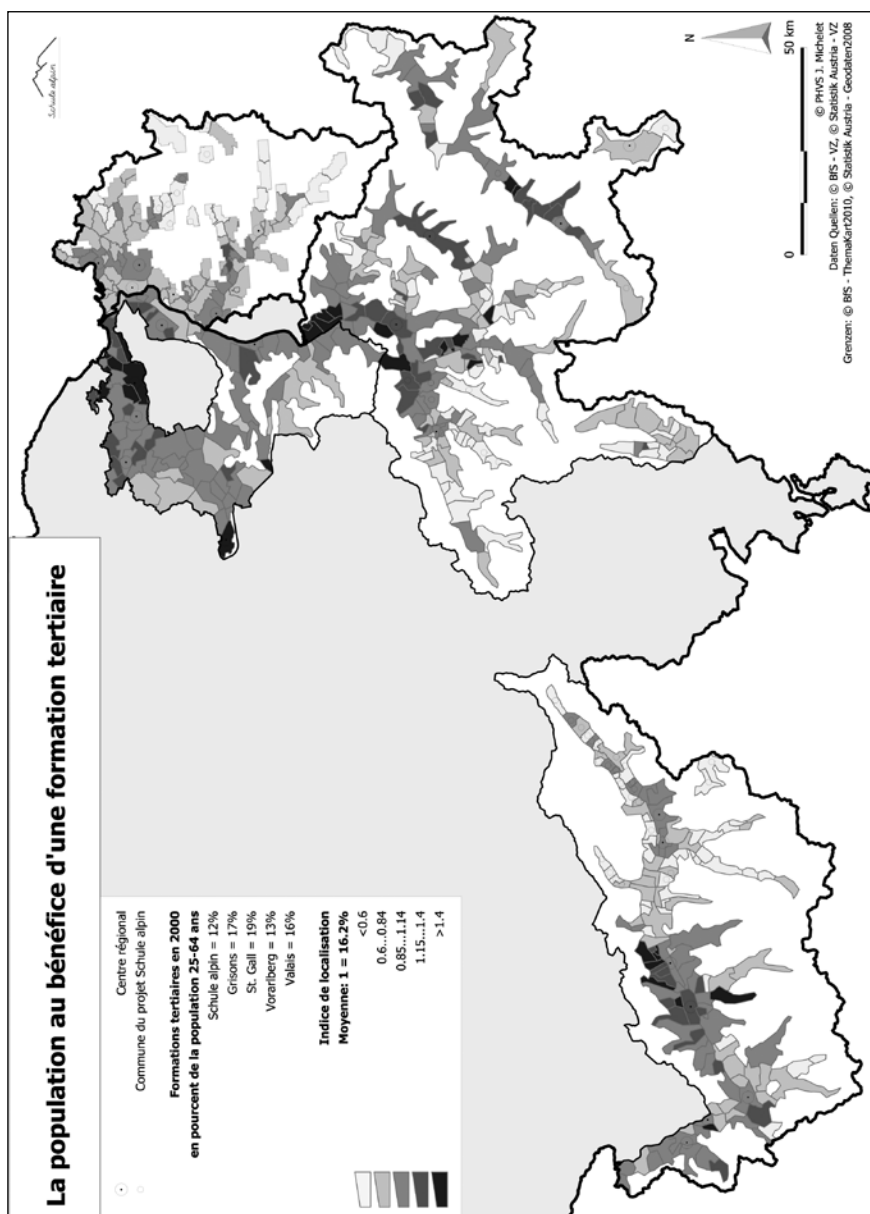 La population au bénéfice d'une formation tertiaire
Centre régional
Commune du projet Schule alpin
Formations tertiaires en 2000
en pourcent de la population 25-64 ans
Schule alpin = 12%
Grisons = 17%
St. Gall = 19%
Vorarlberg = 13%
Valais = 16%
Indice de localisation
Moyenne: 1 = 16.2%
<0.6
0.6...0.84
0.85...1.14
1.15...1.4
>1.4
Schule alpin
N
0
50 km
© PHVS J. Michelet
Daten Quellen: © BfS - VZ, © Statistik Austria - VZ
Grenzen: © BfS - ThemaKart2010, © Statistik Austria - Geodaten2008